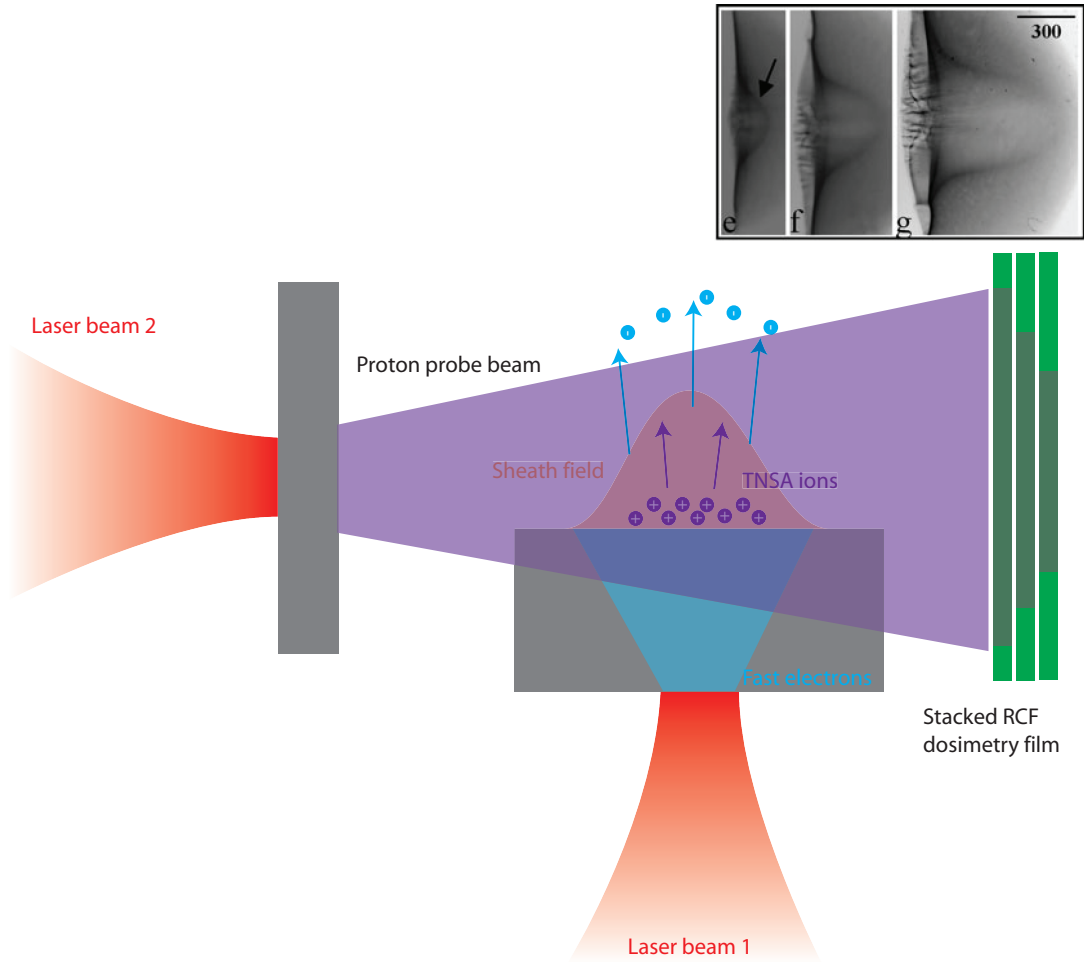 300
e
f
g
Laser beam 2
Proton probe beam
Sheath field
TNSA ions
Fast electrons
Stacked RCF
dosimetry film
Laser beam 1